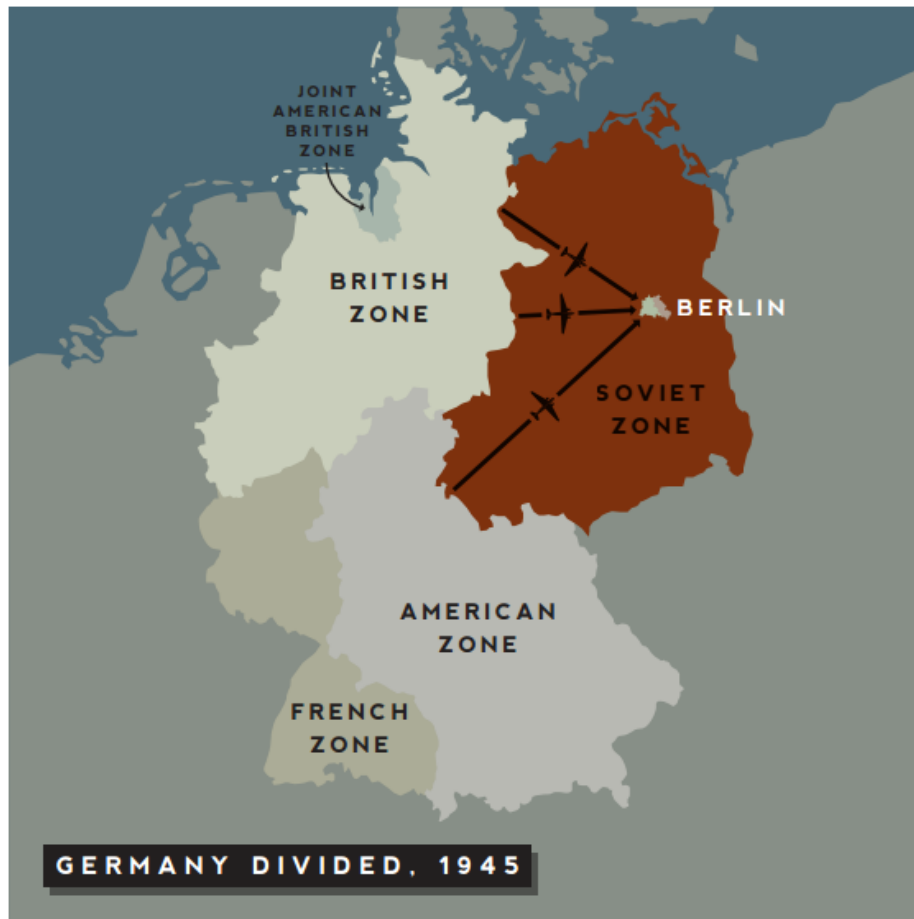 JOINT
AMERICAN
BRITISH
ZONE
BRITISH
ZONE
BERLIN
SOVIET
ZONE
AMERICAN
ZONE
FRENCH
ZONE
GERMANY DIVIDED, 1945